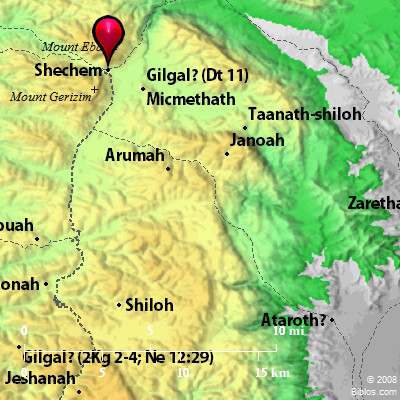 Mount Eba
Shechem
Gilgal? (Dt 11)
Mount Gerizim
Micmethath
Taanath-shiloh
Janoah
Arumah
Zaretha
ouah
onah
Shiloh
Ataroth?
0 5 10 mi
Gilgal? (2Kg 2-4; Ne 12:29)
0 5 10 15 km
Jeshanah
© 2008
Biblos.com